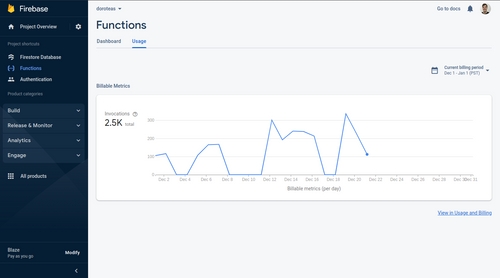 Firebase
Project Overview
Project shortcuts
Firestore Database
Functions
Authentication
Product categories
Build
Release & Monitor
Analytics
Engage
All products
Blaze
Pay as you go
Modify
doroteas
Go to docs
Functions
Dashboard
Usage
Current billing period
Dec 1 - Jan 1 (PST)
Billable Metrics
Invocations
2.5K total
300
200
100
0
Dec 2 Dec 4 Dec 6 Dec 8 Dec 10 Dec 12 Dec 14 Dec 16 Dec 18 Dec 20 Dec 22 Dec 24 Dec 26 Dec 28 Dec 31
Billable metrics (per day)
View in Usage and Billing